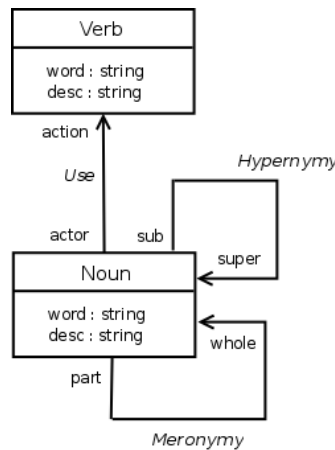 Verb
word : string
desc : string
action
Use
Hypernymy
actor
sub
super
Noun
word : string
desc : string
whole
part
Meronymy